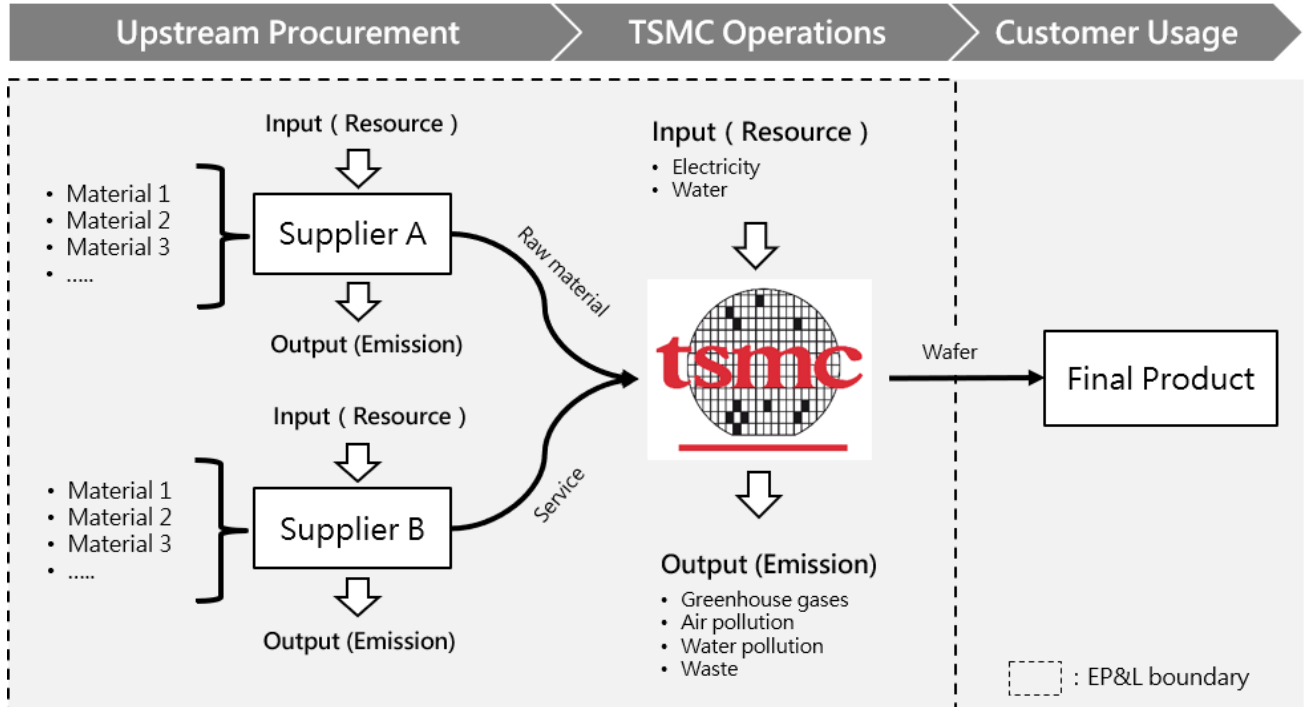 Upstream Procurement
TSMC Operations
Customer Usage
Input ( Resource )
• Material 1
• Material 2
• Material 3
• .....
Supplier A
Output (Emission)
Raw material
Input ( Resource )
• Material 1
• Material 2
• Material 3
• .....
Supplier B
Output (Emission)
Service
Input ( Resource )
• Electricity
• Water
tsmc
Output (Emission)
• Greenhouse gases
• Air pollution
• Water pollution
• Waste
Wafer
Final Product
: EP&L boundary